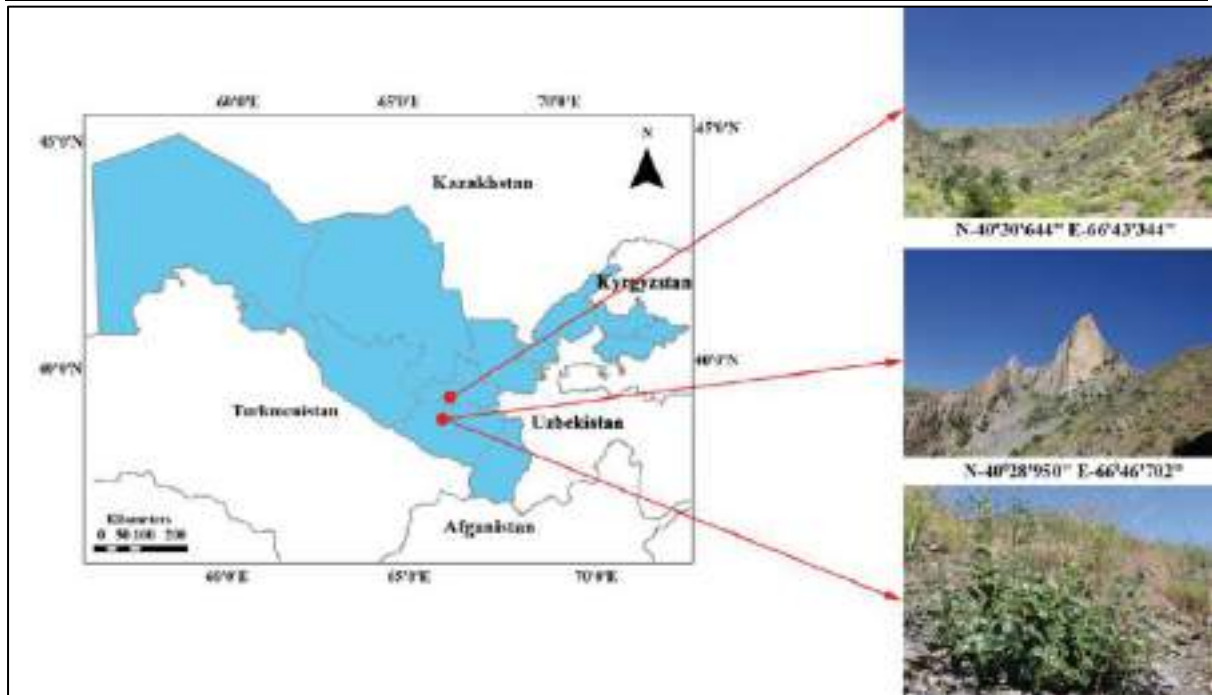 60°0'E 65°0'E 70°0'E
45°0'N 45°0'N
N
Kazakhstan
N-40°30'644" E-66°43'344"
Kyrgyzstan
40°0'N 40°0'N
Turkmenistan
Uzbekistan
N-40°28'950" E-66°46'702"
Kilometers
0 50 100 200
Afganistan
60°0'E 65°0'E 70°0'E